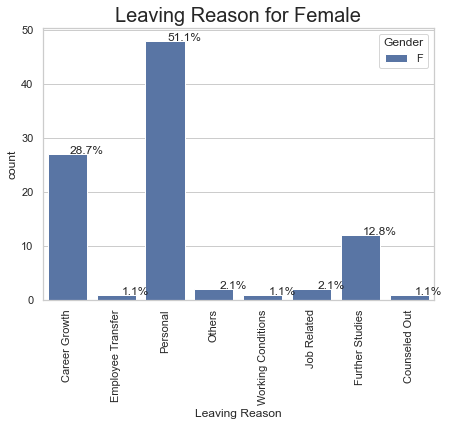 Leaving Reason for Female
Gender
F
count
50
40
30
20
10
0
28.7%
1.1%
51.1%
2.1%
1.1%
2.1%
12.8%
1.1%
Career Growth
Employee Transfer
Personal
Others
Working Conditions
Job Related
Further Studies
Counseled Out
Leaving Reason